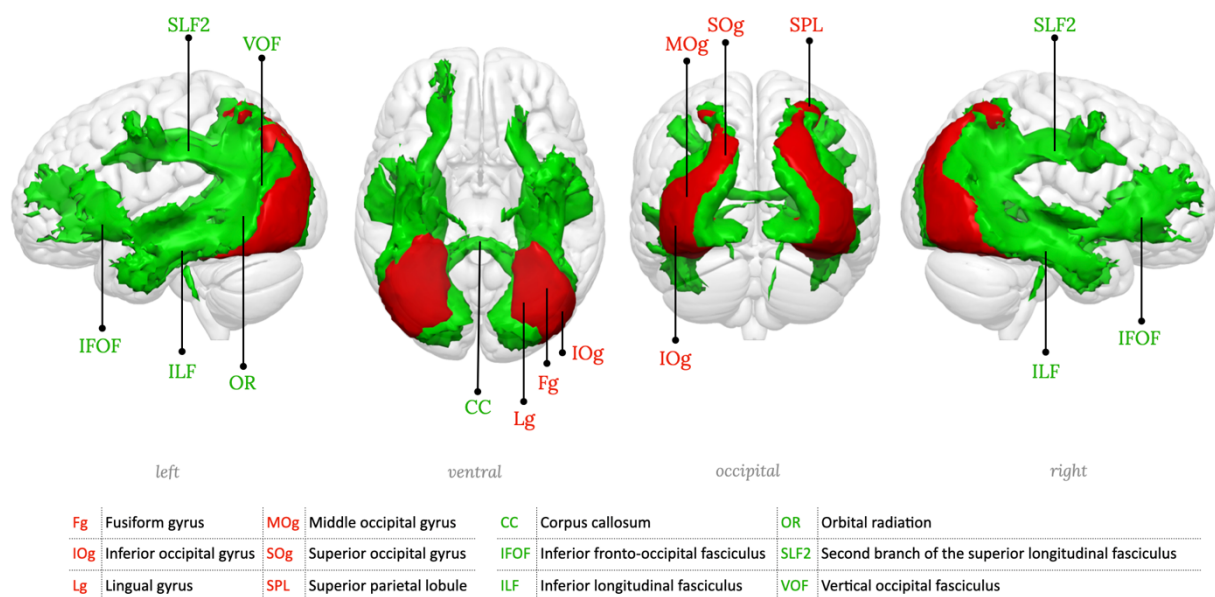 SLF2
VOF
MOg
SOg
SPL
SLF2
IFOF
ILF
OR
CC
Lg
Fg
IOg
IOg
ILF
IFOF
left
ventral
occipital
right
Fg Fusiform gyrus MOg Middle occipital gyrus CC Corpus callosum OR Orbital radiation
IOg Inferior occipital gyrus SOg Superior occipital gyrus IFOF Inferior fronto-occipital fasciculus SLF2 Second branch of the superior longitudinal fasciculus
Lg Lingual gyrus SPL Superior parietal lobule ILF Inferior longitudinal fasciculus VOF Vertical occipital fasciculus